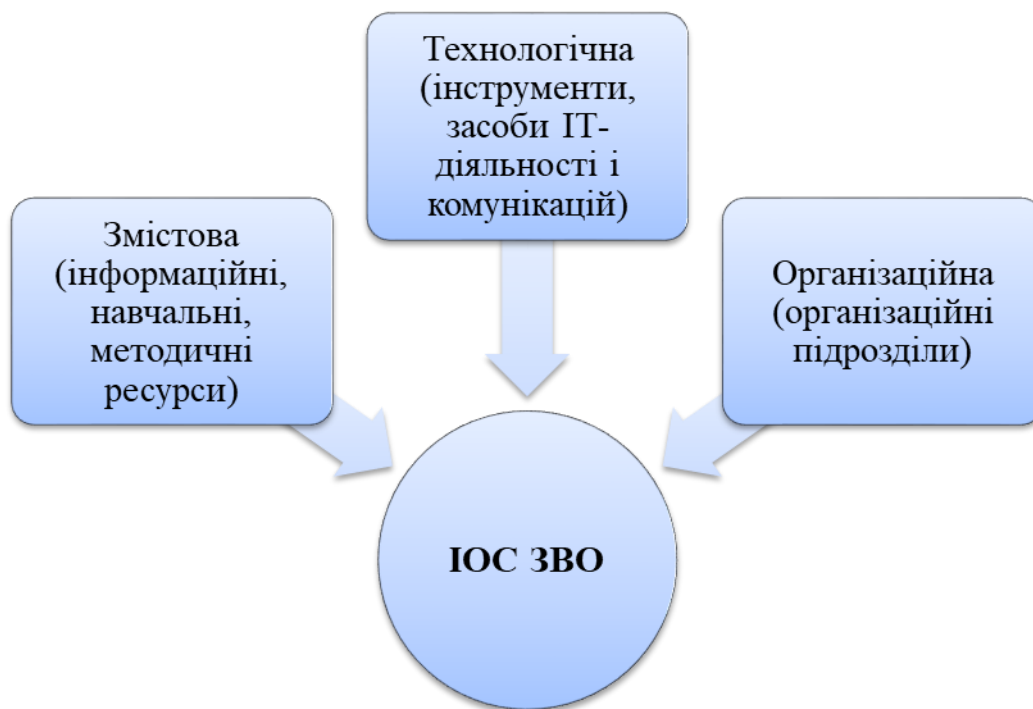 Технологічна
(інструменти,
засоби ІТ-
діяльності і
комунікацій)
Змістова
(інформаційні,
навчальні,
методичні
ресурси)
Організаційна
(організаційні
підрозділи)
ІОС ЗВО